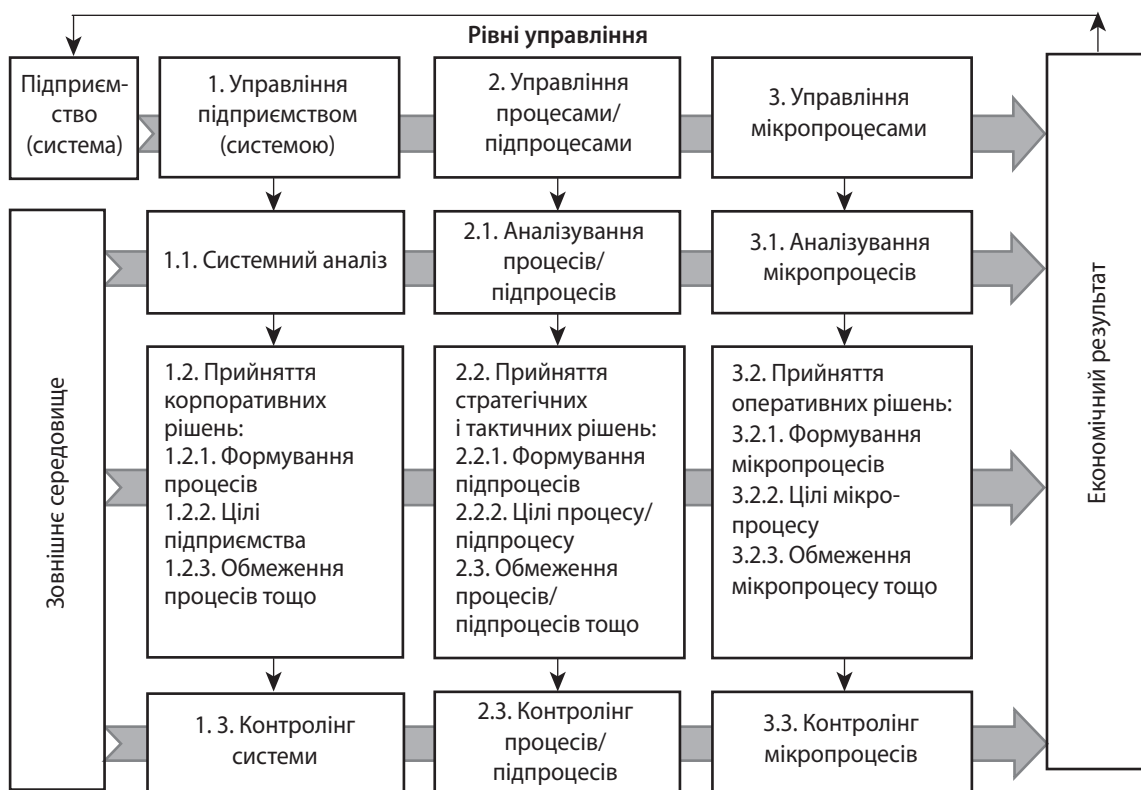 Рівні управління
Підприєм-
ство
(система)
1. Управління
підприємством
(системою)
2. Управління
процесами/
підпроцесами
3. Управління
мікропроцесами
Зовнішнє середовище
1.1. Системний аналіз
2.1. Аналізування
процесів/
підпроцесів
3.1. Аналізування
мікропроцесів
1.2. Прийняття
корпоративних
рішень:
1.2.1. Формування
процесів
1.2.2. Цілі
підприємства
1.2.3. Обмеження
процесів тощо
2.2. Прийняття
стратегічних
і тактичних рішень:
2.2.1. Формування
підпроцесів
2.2.2. Цілі процесу/
підпроцесу
2.3. Обмеження
процесів/
підпроцесів тощо
3.2. Прийняття
оперативних рішень:
3.2.1. Формування
мікропроцесів
3.2.2. Цілі мікро-
процесу
3.2.3. Обмеження
мікропроцесу тощо
1. 3. Контролінг
системи
2.3. Контролінг
процесів/
підпроцесів
3.3. Контролінг
мікропроцесів
Економічний результат